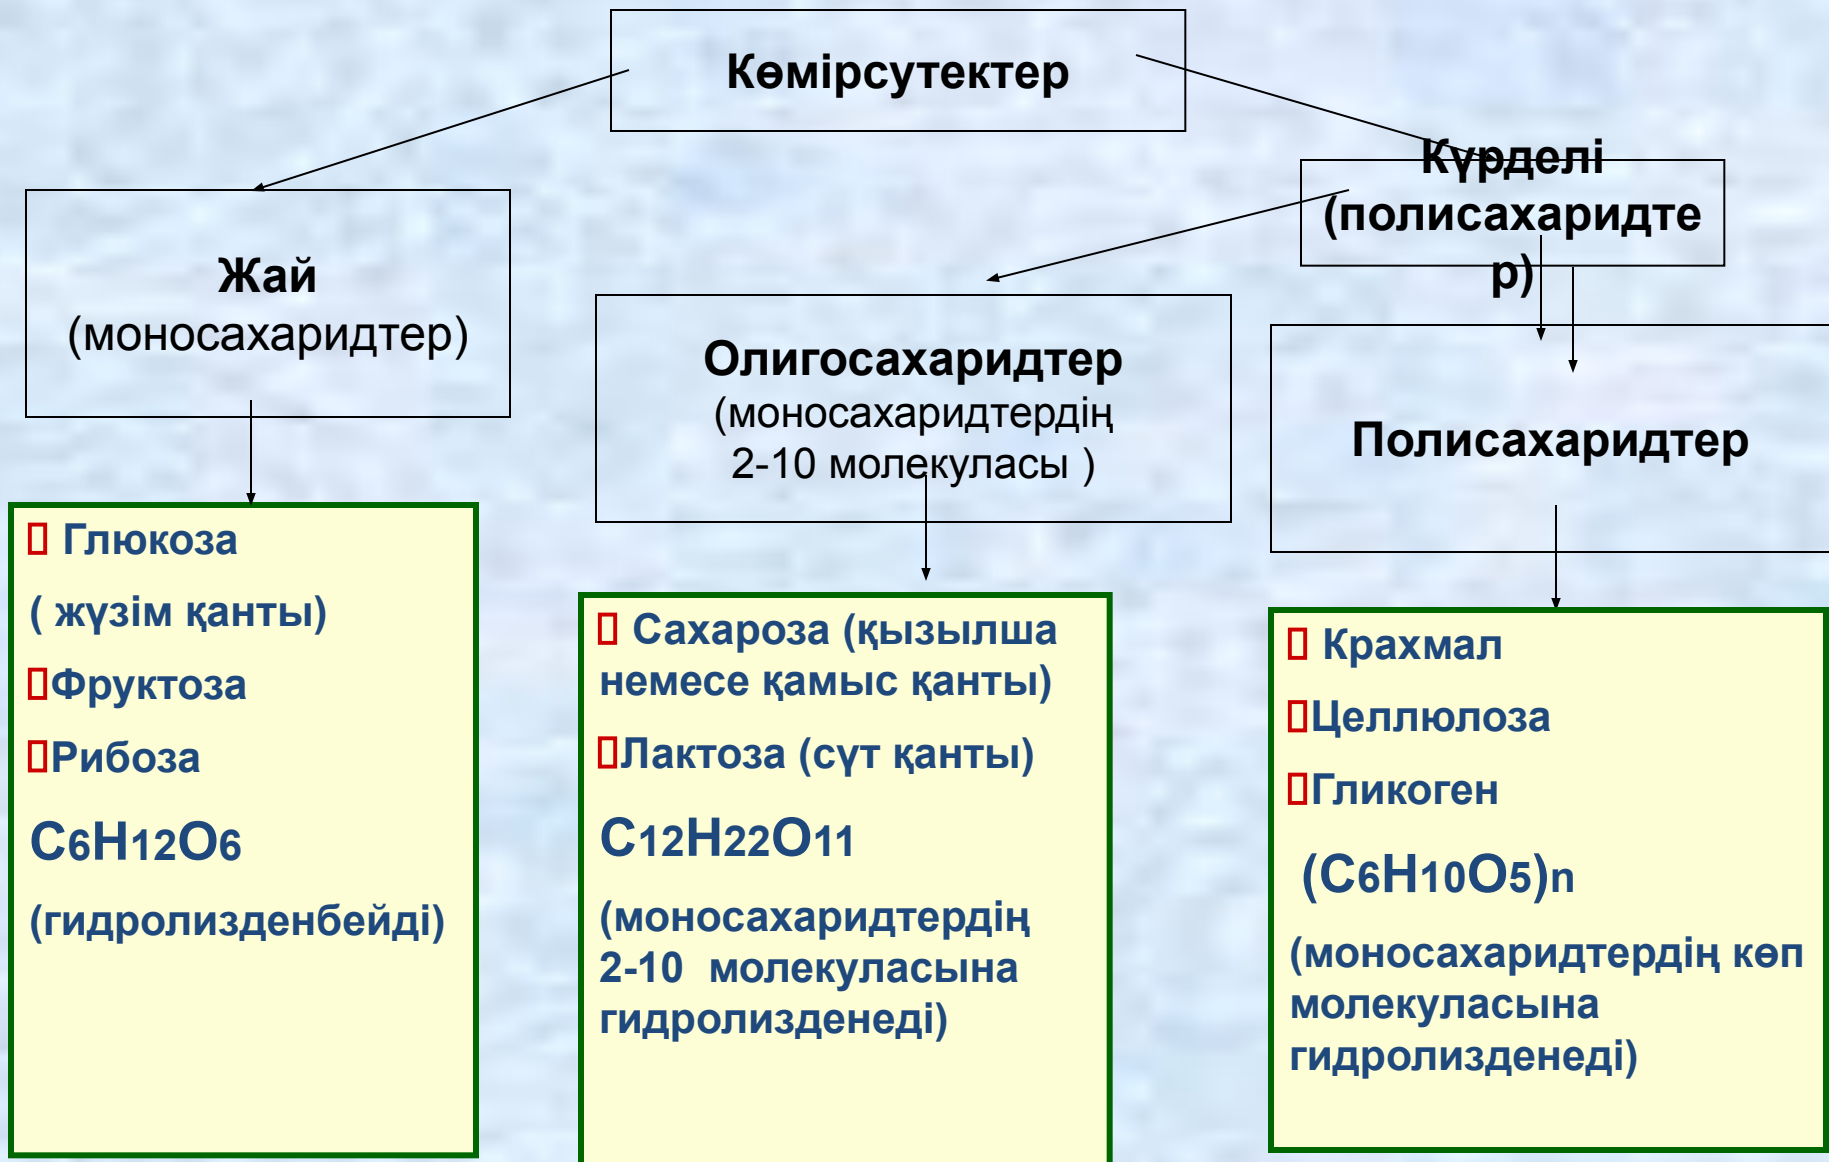 Көмірсутектер
Күрделі
(полисахаридте
р)
Жай
(моносахаридтер)
Олигосахаридтер
(моносахаридтердің
2-10 молекуласы )
Полисахаридтер
Глюкоза
( жүзім қанты)
Фруктоза
Рибоза
C6H12O6
(гидролизденбейді)
Сахароза (қызылша
немесе қамыс қанты)
Лактоза (сүт қанты)
C12H22O11
(моносахаридтердің
2-10 молекуласына
гидролизденеді)
Крахмал
Целлюлоза
Гликоген
(C6H10O5)n
(моносахаридтердің көп
молекуласына
гидролизденеді)